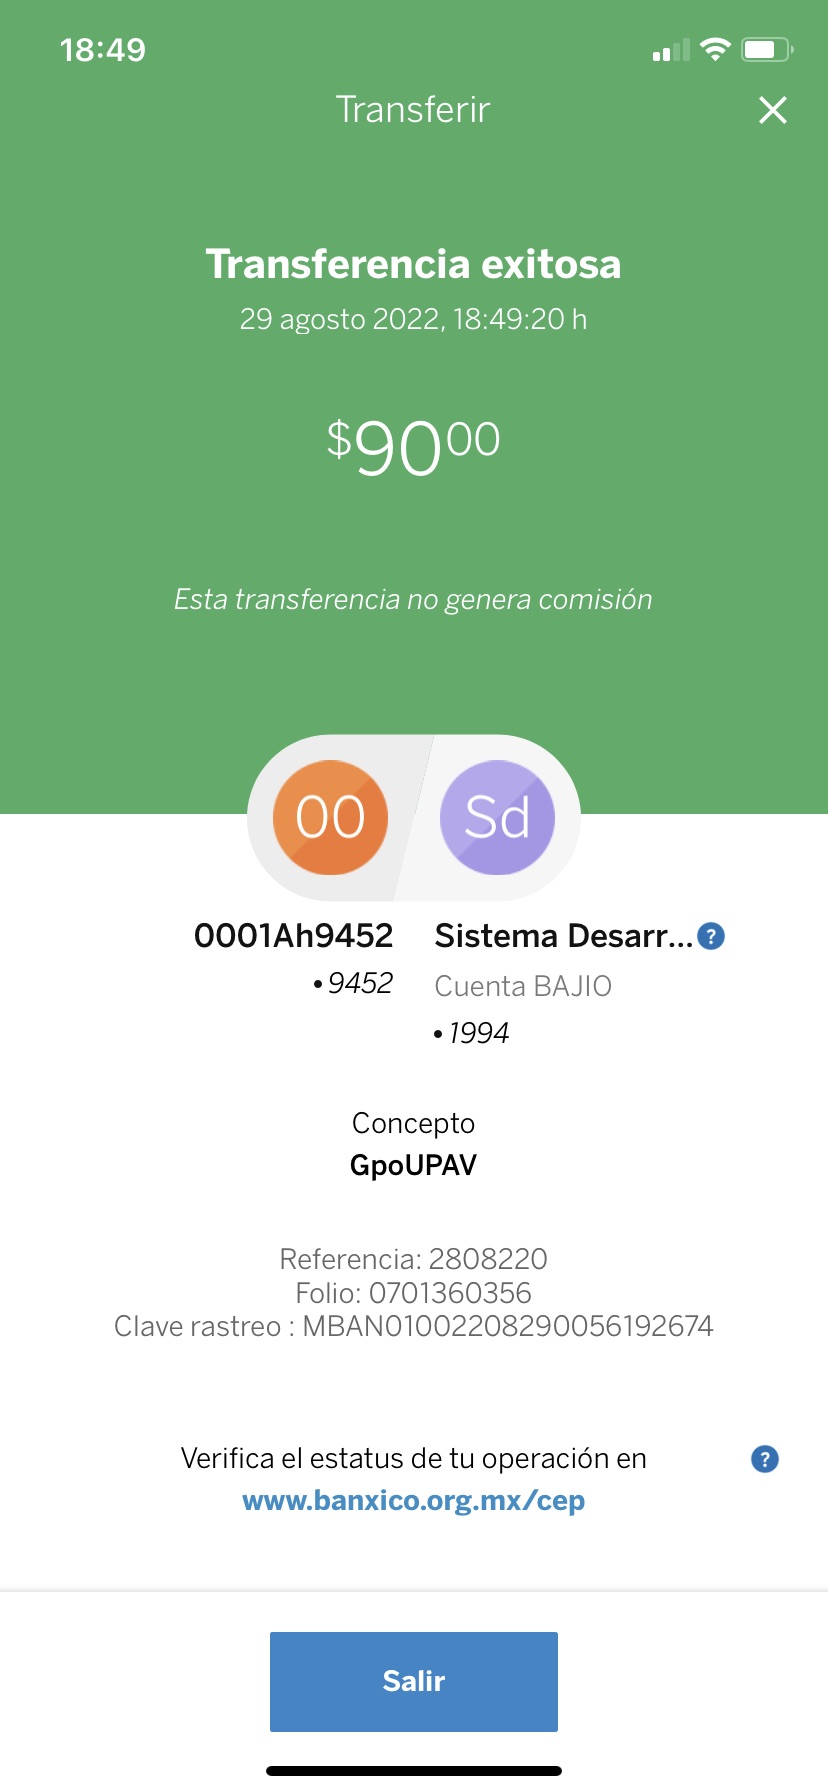 18:49
Transferir
Transferencia exitosa
29 agosto 2022, 18:49:20 h
$90 00
Esta transferencia no genera comisión
00 Sd
0001Ah9452 Sistema Desarr... ?
•9452 Cuenta BAJIO
•1994
Concepto
GpoUPAV
Referencia: 2808220
Folio: 0701360356
Clave rastreo : MBAN01002208290056192674
Verifica el estatus de tu operación en ?
www.banxico.org.mx/cep
Salir